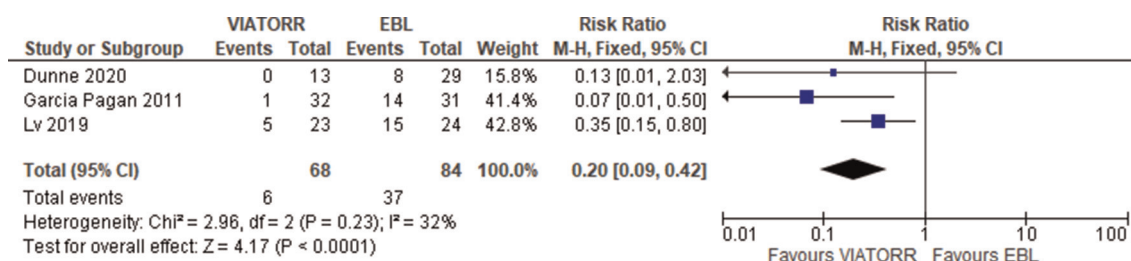 VIATORR EBL Risk Ratio Risk Ratio
Study or Subgroup Events Total Events Total Weight M-H, Fixed, 95% CI M-H, Fixed, 95% CI
Dunne 2020 0 13 8 29 15.8% 0.13 [0.01, 2.03]
Garcia Pagan 2011 1 32 14 31 41.4% 0.07 [0.01, 0.50]
Lv 2019 5 23 15 24 42.8% 0.35 [0.15, 0.80]
Total (95% CI) 68 84 100.0% 0.20 [0.09, 0.42]
Total events 6 37
Heterogeneity: Chi² = 2.96, df = 2 (P = 0.23); I² = 32%
Test for overall effect: Z = 4.17 (P < 0.0001)
0.01 0.1 1 10 100
Favours VIATORR Favours EBL